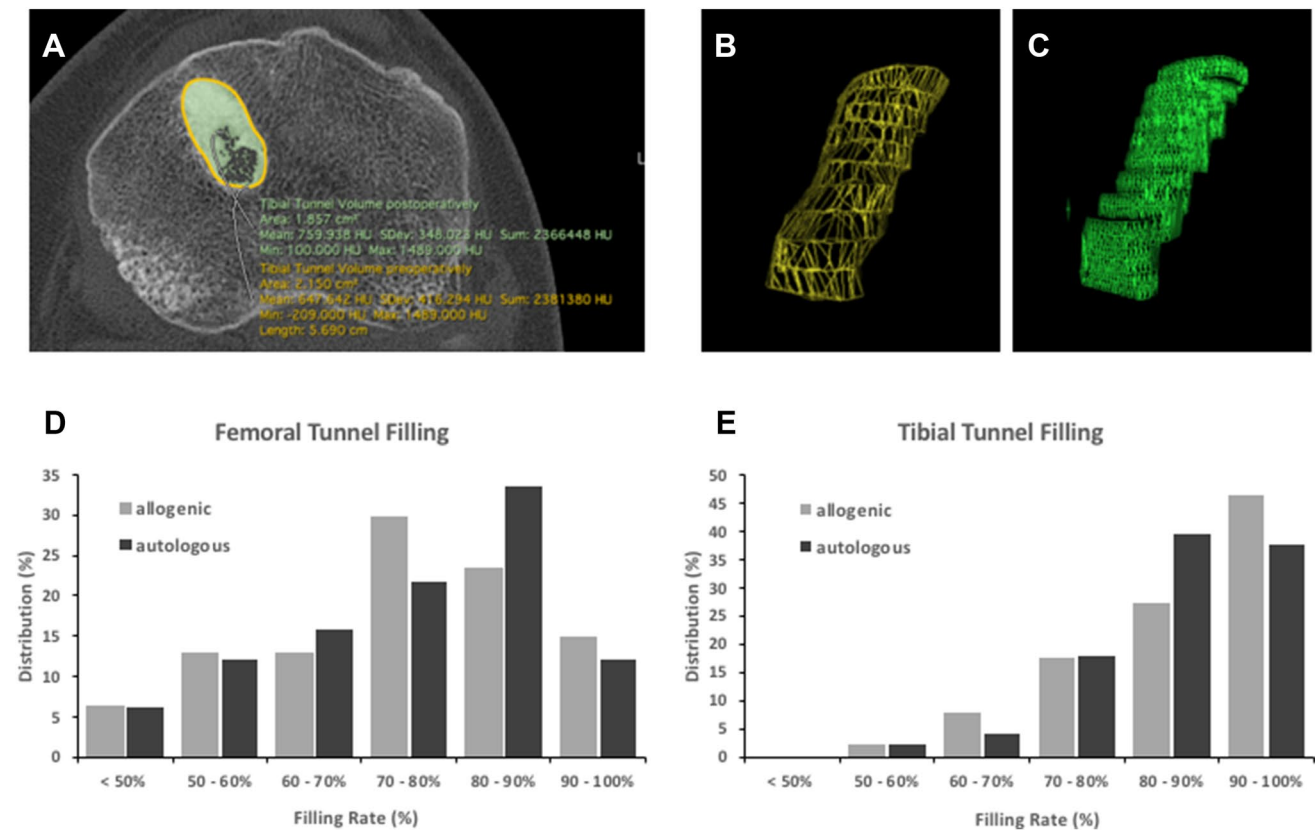 A
B
C
L
Tibial Tunnel Volume postoperatively
Area: 1.857 cm²
Mean: 759.938 HU SDev: 348.023 HU Sum: 2366448 HU
Min: 100.000 HU Max: 1489.000 HU
Tibial Tunnel Volume preoperatively
Area: 2.150 cm²
Mean: 647.642 HU SDev: 416.294 HU Sum: 2381380 HU
Min: -209.000 HU Max: 1489.000 HU
Length: 5.690 cm
D
Femoral Tunnel Filling
Distribution (%)
35
30
25
20
15
10
5
0
allogenic
autologous
< 50%
50 - 60%
60 - 70%
70 - 80%
80 - 90%
90 - 100%
Filling Rate (%)
E
Tibial Tunnel Filling
Distribution (%)
50
45
40
35
30
25
20
15
10
5
0
allogenic
autologous
< 50%
50 - 60%
60 - 70%
70 - 80%
80 - 90%
90 - 100%
Filling Rate (%)